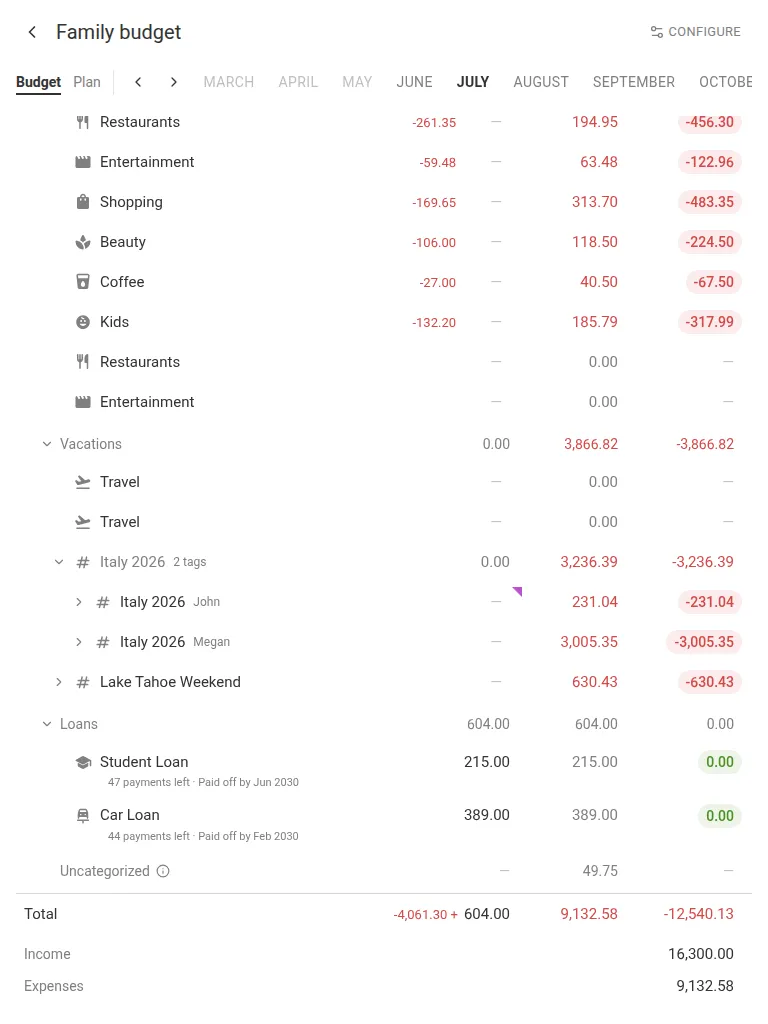 Family budget CONFIGURE
Budget Plan MARCH APRIL MAY JUNE JULY AUGUST SEPTEMBER OCTOBE
Restaurants -261.35 — 194.95 -456.30
Entertainment -59.48 — 63.48 -122.96
Shopping -169.65 — 313.70 -483.35
Beauty -106.00 — 118.50 -224.50
Coffee -27.00 — 40.50 -67.50
Kids -132.20 — 185.79 -317.99
Restaurants — 0.00 —
Entertainment — 0.00 —
Vacations 0.00 3,866.82 -3,866.82
Travel — 0.00 —
Travel — 0.00 —
# Italy 2026 2 tags 0.00 3,236.39 -3,236.39
# Italy 2026 John — 231.04 -231.04
# Italy 2026 Megan — 3,005.35 -3,005.35
# Lake Tahoe Weekend — 630.43 -630.43
Loans 604.00 604.00 0.00
Student Loan 215.00 215.00 0.00
47 payments left · Paid off by Jun 2030
Car Loan 389.00 389.00 0.00
44 payments left · Paid off by Feb 2030
Uncategorized — 49.75 —
Total -4,061.30 + 604.00 9,132.58 -12,540.13
Income 16,300.00
Expenses 9,132.58